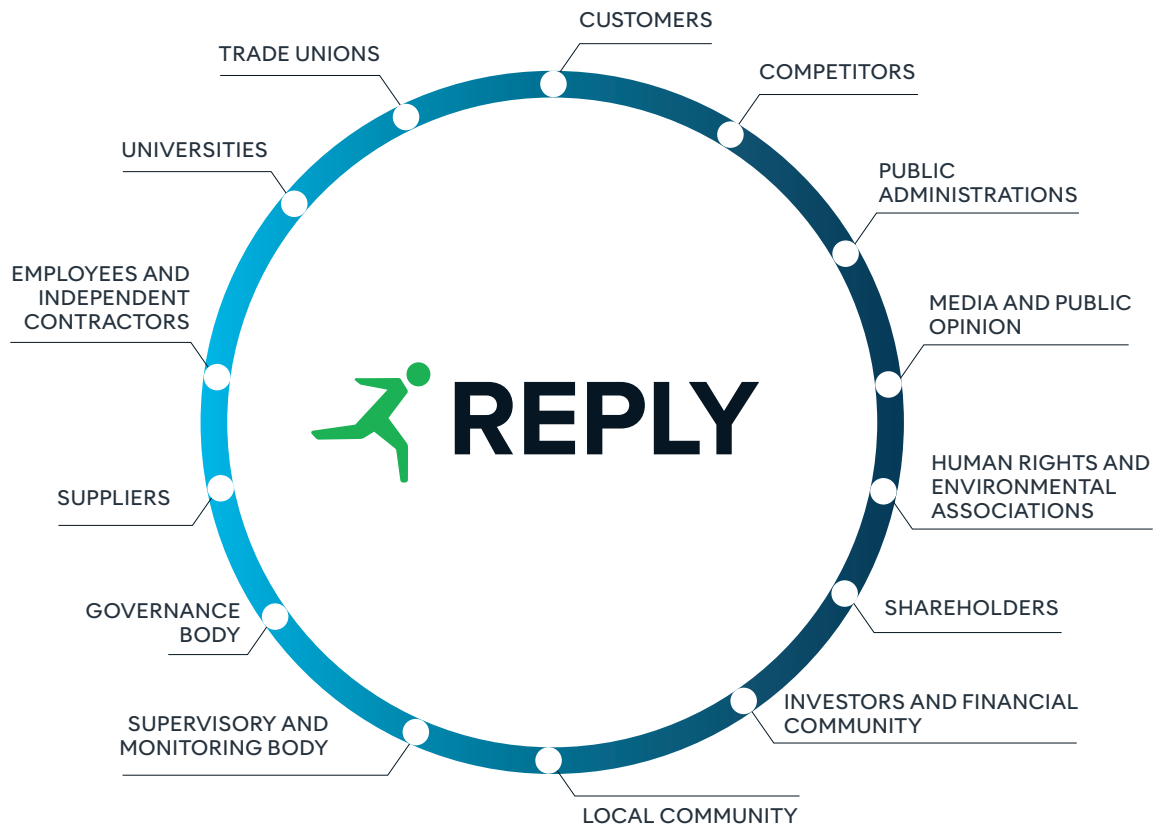 CUSTOMERS
COMPETITORS
PUBLIC
ADMINISTRATIONS
MEDIA AND PUBLIC
OPINION
HUMAN RIGHTS AND
ENVIRONMENTAL
ASSOCIATIONS
SHAREHOLDERS
INVESTORS AND FINANCIAL
COMMUNITY
LOCAL COMMUNITY
SUPERVISORY AND
MONITORING BODY
GOVERNANCE
BODY
SUPPLIERS
EMPLOYEES AND
INDEPENDENT
CONTRACTORS
UNIVERSITIES
TRADE UNIONS
REPLY